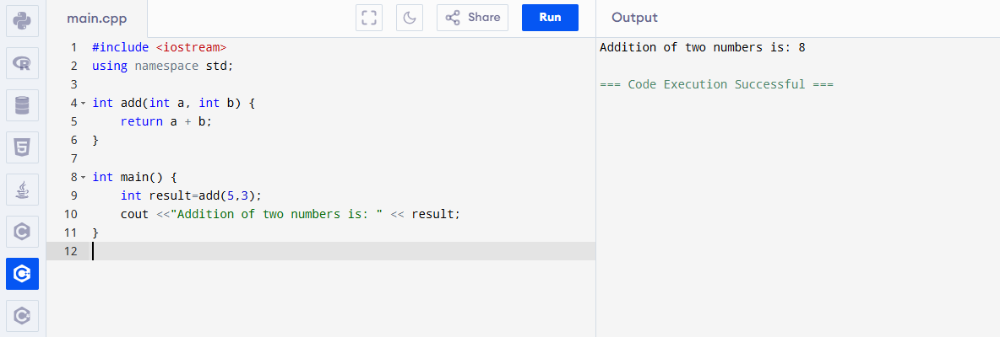 main.cpp
Share
Run
Output
1 #include <iostream>
2 using namespace std;
3
4 int add(int a, int b) {
5     return a + b;
6 }
7
8 int main() {
9     int result=add(5,3);
10     cout <<"Addition of two numbers is: " << result;
11 }
12
Addition of two numbers is: 8
=== Code Execution Successful ===